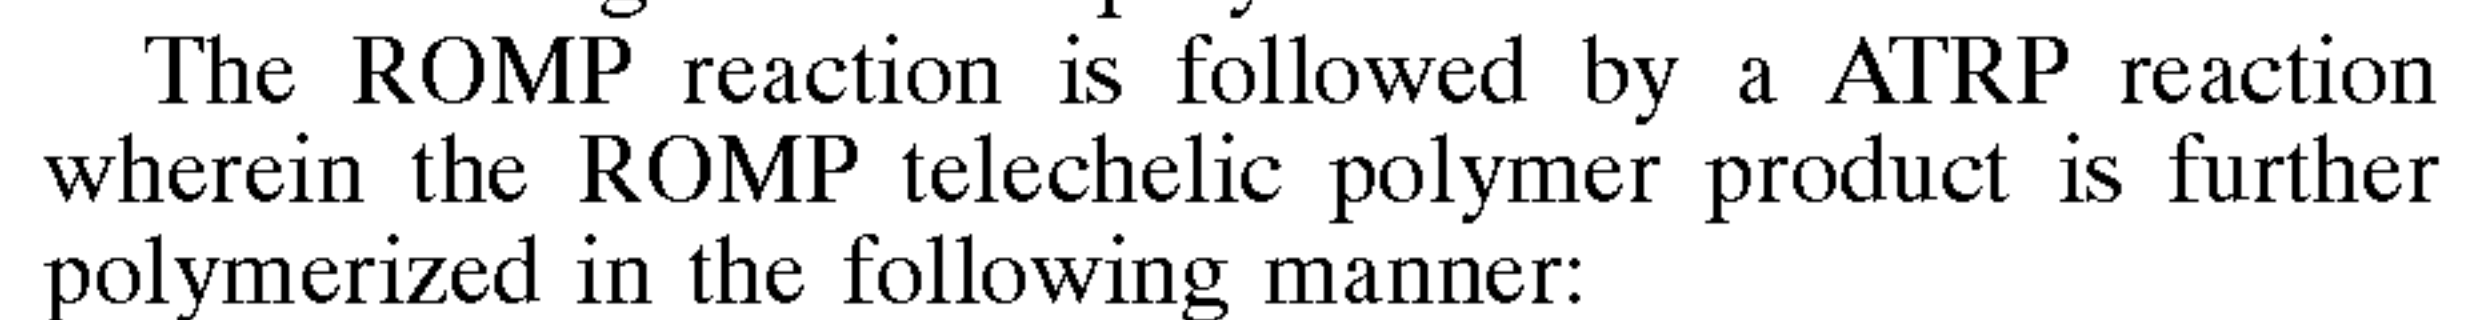 The ROMP reaction is followed by a ATRP reaction
wherein the ROMP telechelic polymer product is further
polymerized in the following manner: